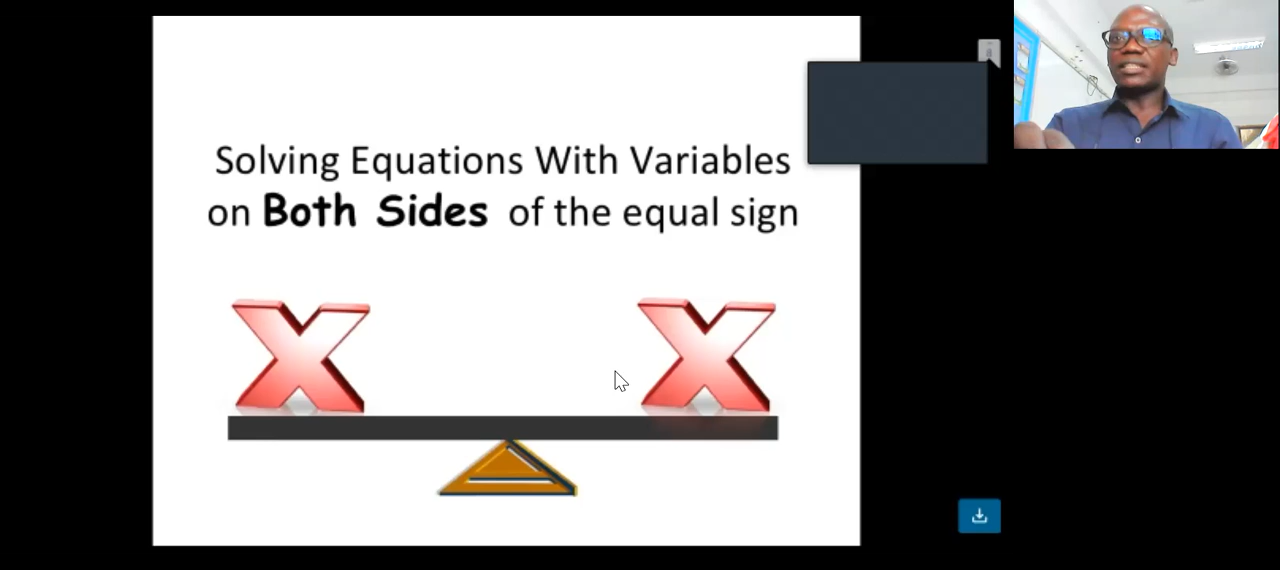 Solving Equations With Variables
on Both Sides of the equal sign
X X